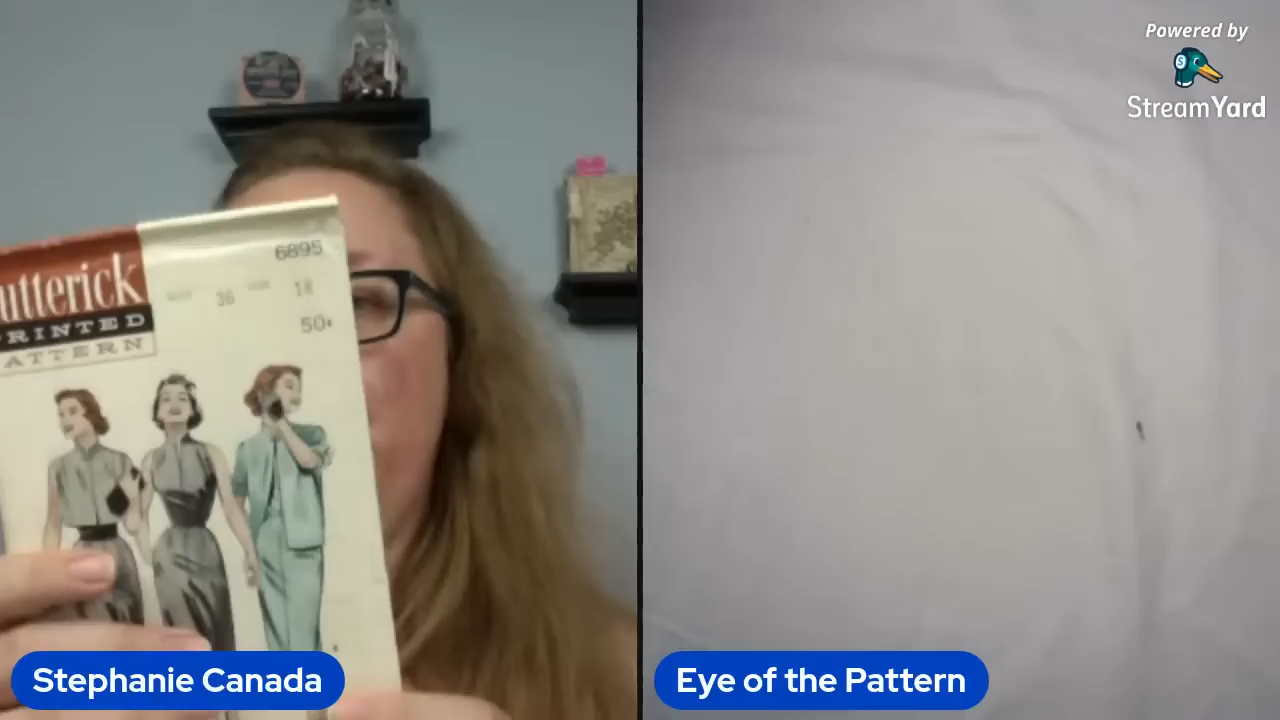 Powered by
StreamYard
6895
utterick
36 18
RINTED
50¢
ATTERN
Stephanie Canada
Eye of the Pattern